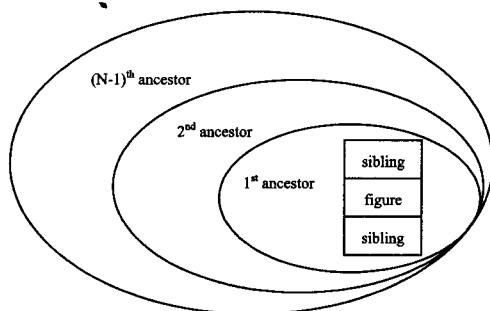 (N-1)th ancestor
2nd ancestor
1st ancestor
sibling
figure
sibling